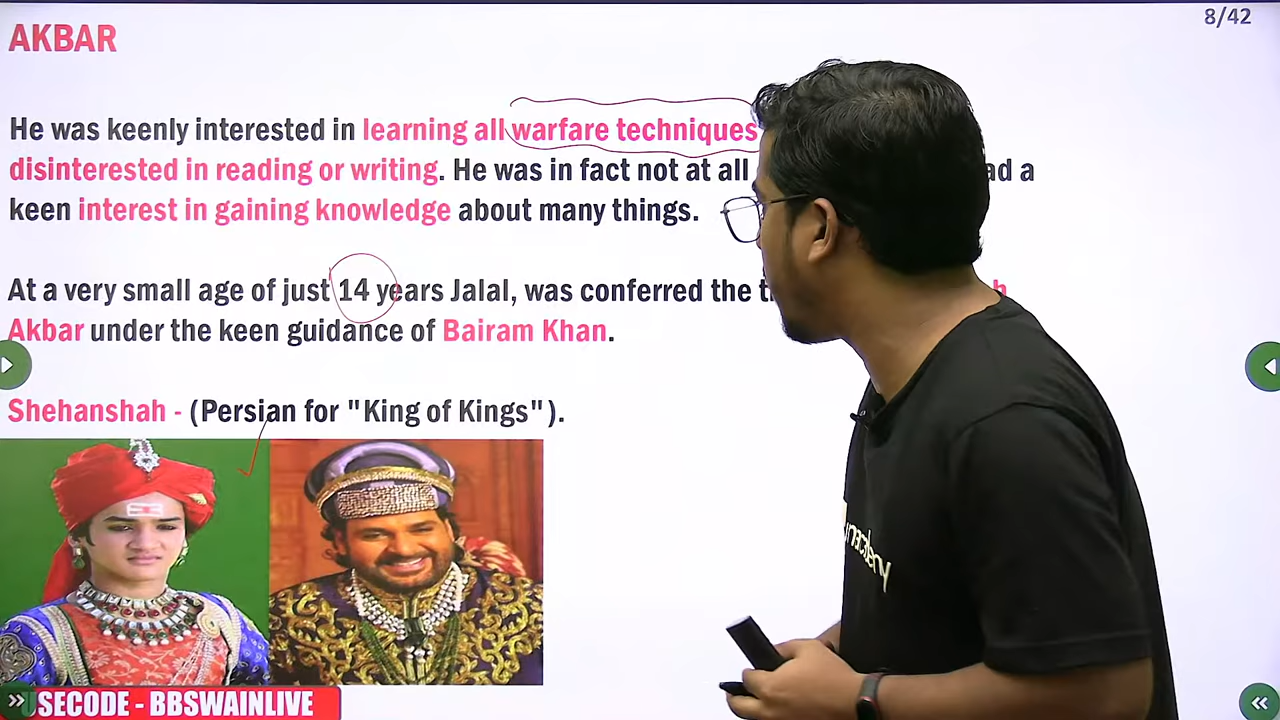 8/42
AKBAR
He was keenly interested in learning all warfare techniques
disinterested in reading or writing. He was in fact not at all
keen interest in gaining knowledge about many things.
At a very small age of just 14 years Jalal, was conferred the
Akbar under the keen guidance of Bairam Khan.
Shehanshah - (Persian for "King of Kings").
SECODE - BBSWAINLIVE